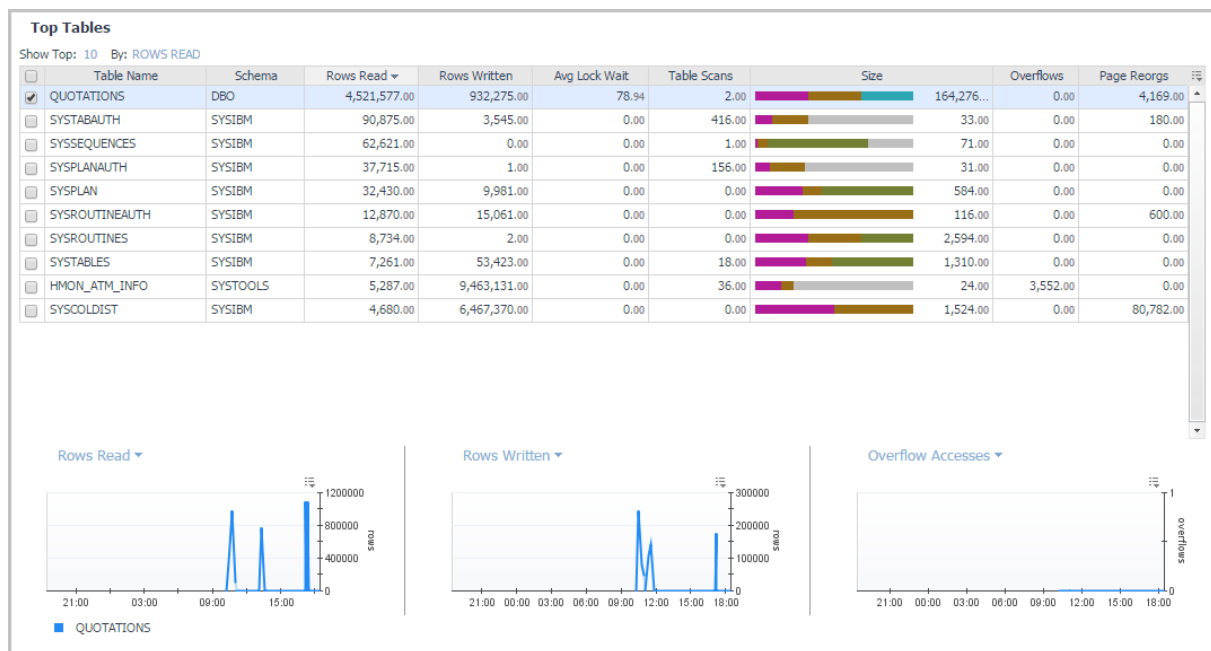 Top Tables
Show Top: 10 By: ROWS READ
Table Name Schema Rows Read Rows Written Avg Lock Wait Table Scans Size Overflows Page Reorgs
QUOTATIONS DBO 4,521,577.00 932,275.00 78.94 2.00 164,276... 0.00 4,169.00
SYSTABAUTH SYSIBM 90,875.00 3,545.00 0.00 416.00 33.00 0.00 180.00
SYSSEQUENCES SYSIBM 62,621.00 0.00 0.00 1.00 71.00 0.00 0.00
SYSPLANAUTH SYSIBM 37,715.00 1.00 0.00 156.00 31.00 0.00 0.00
SYSPLAN SYSIBM 32,430.00 9,981.00 0.00 0.00 584.00 0.00 0.00
SYSROUTINEAUTH SYSIBM 12,870.00 15,061.00 0.00 0.00 116.00 0.00 600.00
SYSROUTINES SYSIBM 8,734.00 2.00 0.00 0.00 2,594.00 0.00 0.00
SYSTABLES SYSIBM 7,261.00 53,423.00 0.00 18.00 1,310.00 0.00 0.00
HMON_ATM_INFO SYSTOOLS 5,287.00 9,463,131.00 0.00 36.00 24.00 3,552.00 0.00
SYSCOLDIST SYSIBM 4,680.00 6,467,370.00 0.00 0.00 1,524.00 0.00 80,782.00
Rows Read
1200000
800000
400000
0
rows
21:00 03:00 09:00 15:00
QUOTATIONS
Rows Written
300000
200000
100000
0
rows
21:00 00:00 03:00 06:00 09:00 12:00 15:00 18:00
Overflow Accesses
1
0
overflows
21:00 00:00 03:00 06:00 09:00 12:00 15:00 18:00